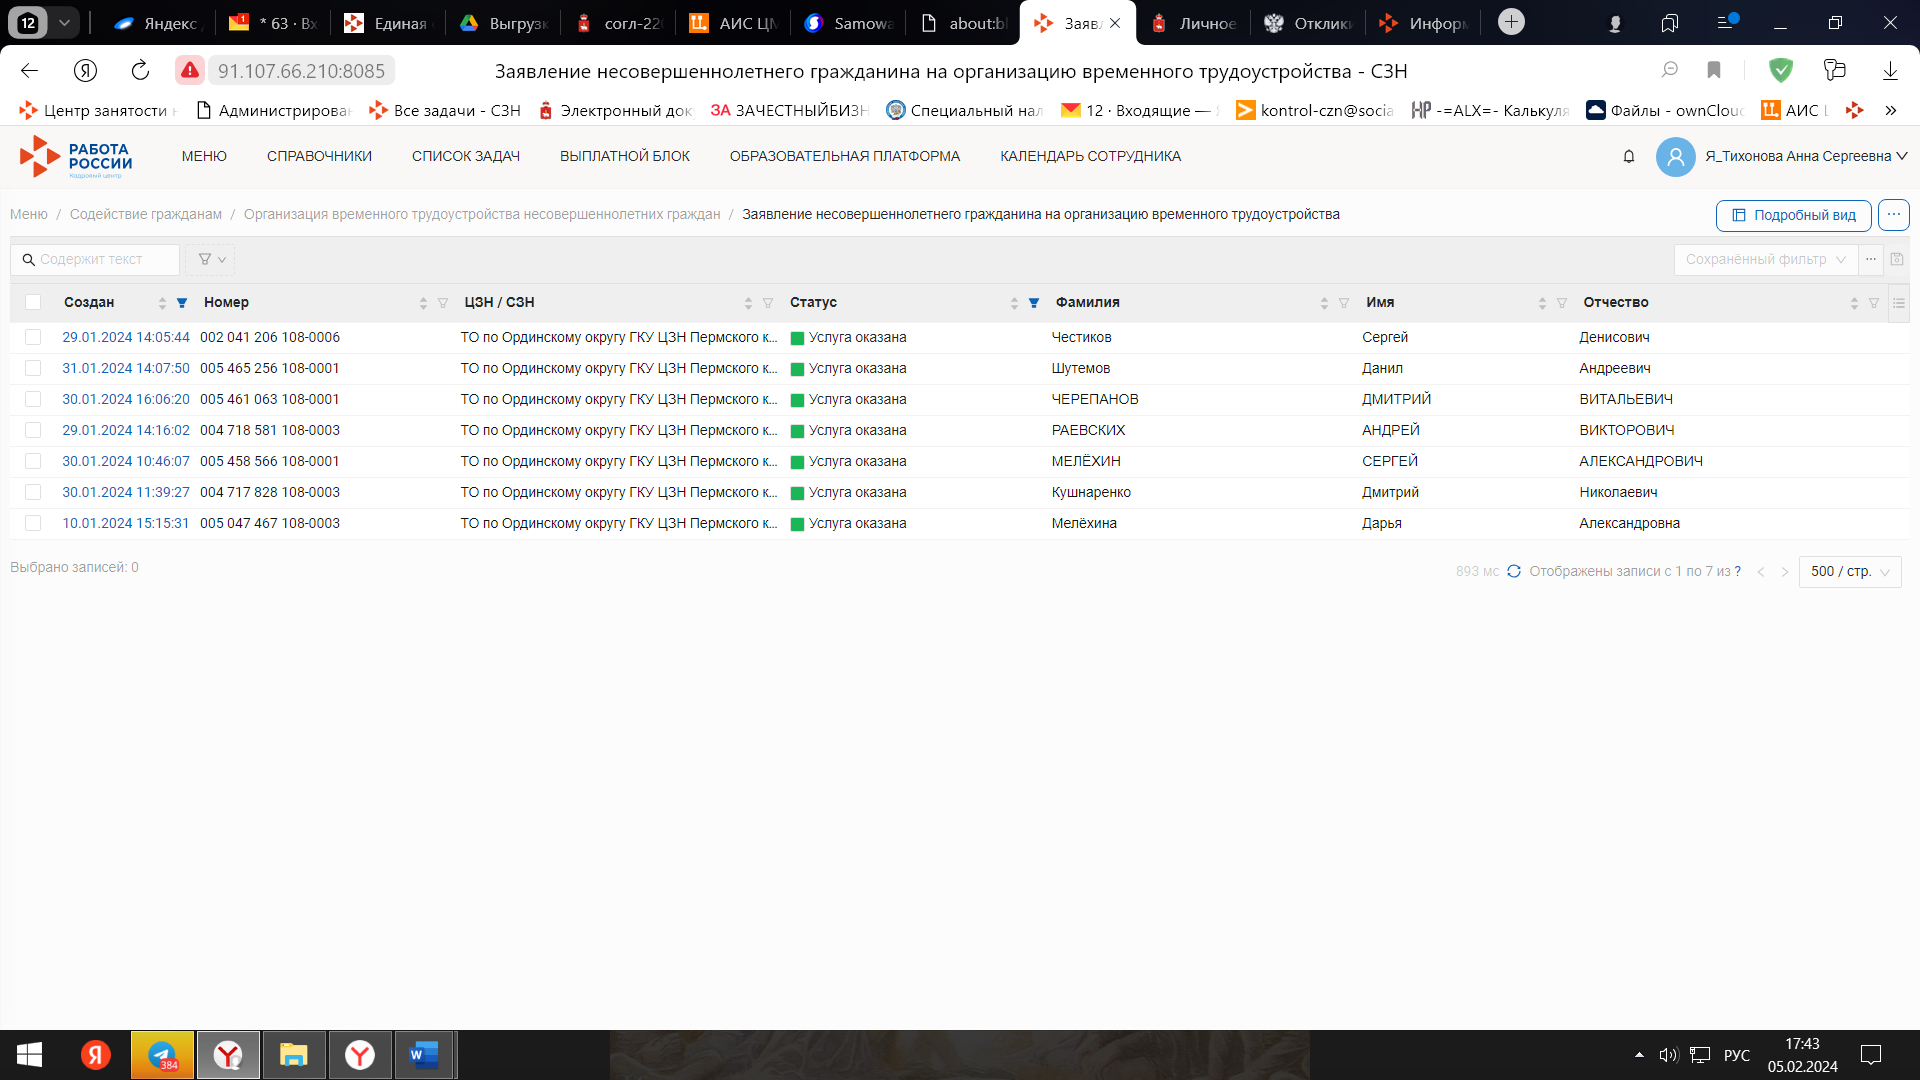 12 Яндекс * 63 · Вх Единая Выгрузк согл-220 АИС ЦМ Samowa about:bl Заявл Личное Отклики Информ
91.107.66.210:8085 Заявление несовершеннолетнего гражданина на организацию временного трудоустройства - СЗН
Центр занятости Администрирован Все задачи - СЗН Электронный док ЗА ЗАЧЕСТНЫЙБИЗН Специальный нал 12 · Входящие — kontrol-czn@socia -=ALX=- Калькуля Файлы - ownClou АИС »
РАБОТА РОССИИ
Кадровый центр
МЕНЮ СПРАВОЧНИКИ СПИСОК ЗАДАЧ ВЫПЛАТНОЙ БЛОК ОБРАЗОВАТЕЛЬНАЯ ПЛАТФОРМА КАЛЕНДАРЬ СОТРУДНИКА Я_Тихонова Анна Сергеевна
Меню / Содействие гражданам / Организация временного трудоустройства несовершеннолетних граждан / Заявление несовершеннолетнего гражданина на организацию временного трудоустройства Подробный вид ...
Содержит текст Сохранённый фильтр ...
Создан Номер ЦЗН / СЗН Статус Фамилия Имя Отчество
29.01.2024 14:05:44 002 041 206 108-0006 ТО по Ординскому округу ГКУ ЦЗН Пермского к... Услуга оказана Честиков Сергей Денисович
31.01.2024 14:07:50 005 465 256 108-0001 ТО по Ординскому округу ГКУ ЦЗН Пермского к... Услуга оказана Шутемов Данил Андреевич
30.01.2024 16:06:20 005 461 063 108-0001 ТО по Ординскому округу ГКУ ЦЗН Пермского к... Услуга оказана ЧЕРЕПАНОВ ДМИТРИЙ ВИТАЛЬЕВИЧ
29.01.2024 14:16:02 004 718 581 108-0003 ТО по Ординскому округу ГКУ ЦЗН Пермского к... Услуга оказана РАЕВСКИХ АНДРЕЙ ВИКТОРОВИЧ
30.01.2024 10:46:07 005 458 566 108-0001 ТО по Ординскому округу ГКУ ЦЗН Пермского к... Услуга оказана МЕЛЁХИН СЕРГЕЙ АЛЕКСАНДРОВИЧ
30.01.2024 11:39:27 004 717 828 108-0003 ТО по Ординскому округу ГКУ ЦЗН Пермского к... Услуга оказана Кушнаренко Дмитрий Николаевич
10.01.2024 15:15:31 005 047 467 108-0003 ТО по Ординскому округу ГКУ ЦЗН Пермского к... Услуга оказана Мелёхина Дарья Александровна
Выбрано записей: 0 893 мс Отображены записи с 1 по 7 из ? 500 / стр.
384 РУС 17:43
05.02.2024